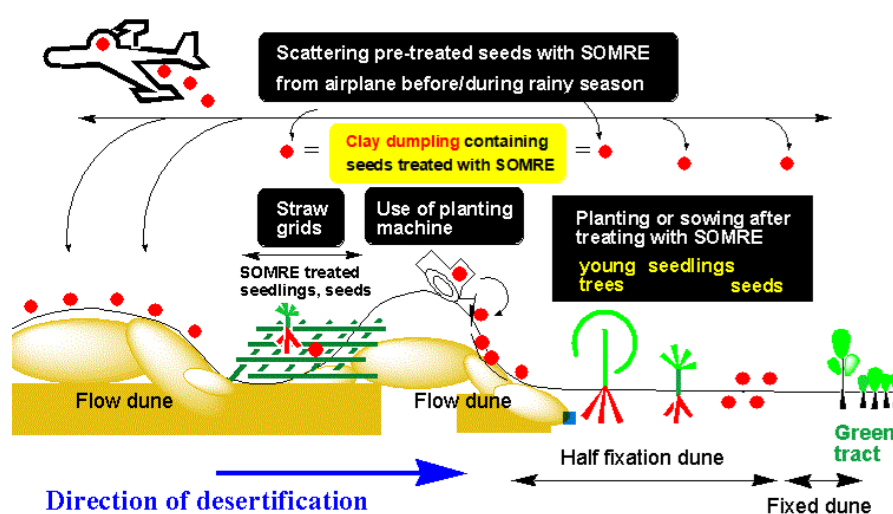 Scattering pre-treated seeds with SOMRE
from airplane before/during rainy season
= Clay dumpling containing =
seeds treated with SOMRE
Straw
grids
Use of planting
machine
Planting or sowing after
treating with SOMRE
young seedlings
trees seeds
SOMRE treated
seedlings, seeds
Flow dune
Flow dune
Green
tract
Half fixation dune
Direction of desertification
Fixed dune